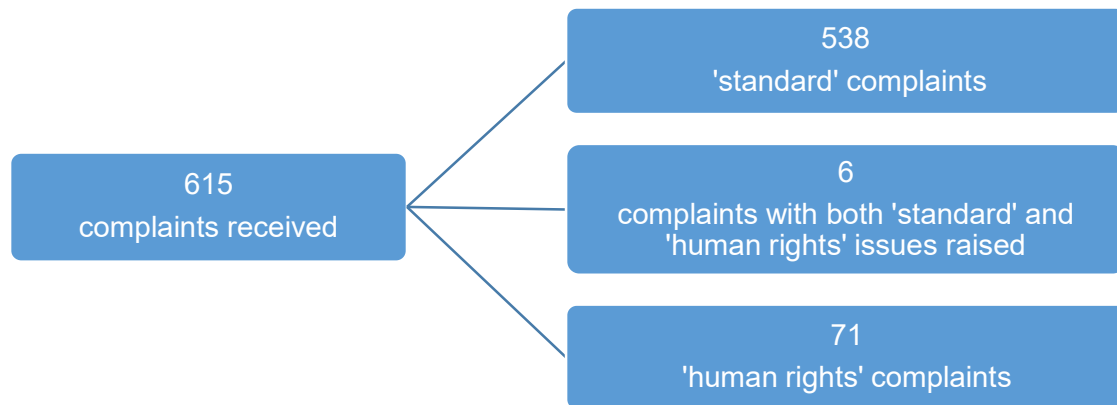 615
complaints received
538
'standard' complaints
6
complaints with both 'standard' and
'human rights' issues raised
71
'human rights' complaints